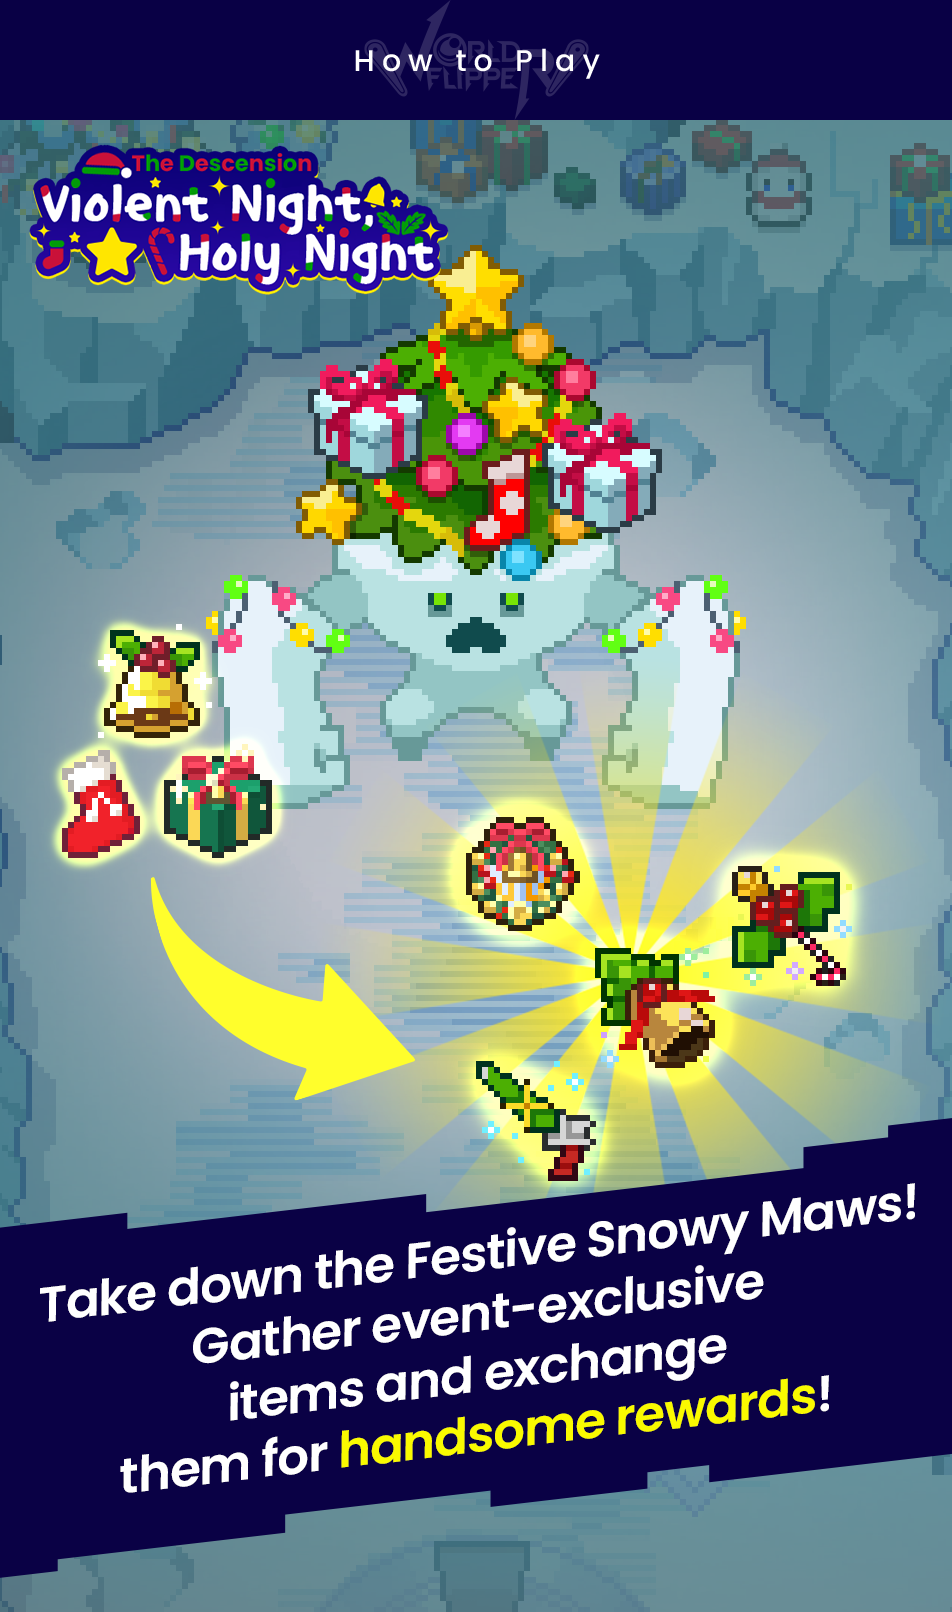 WORLD
FLIPPER
How to Play
The Descension
Violent Night,
Holy Night
Take down the Festive Snowy Maws!
Gather event-exclusive
items and exchange
them for handsome rewards!